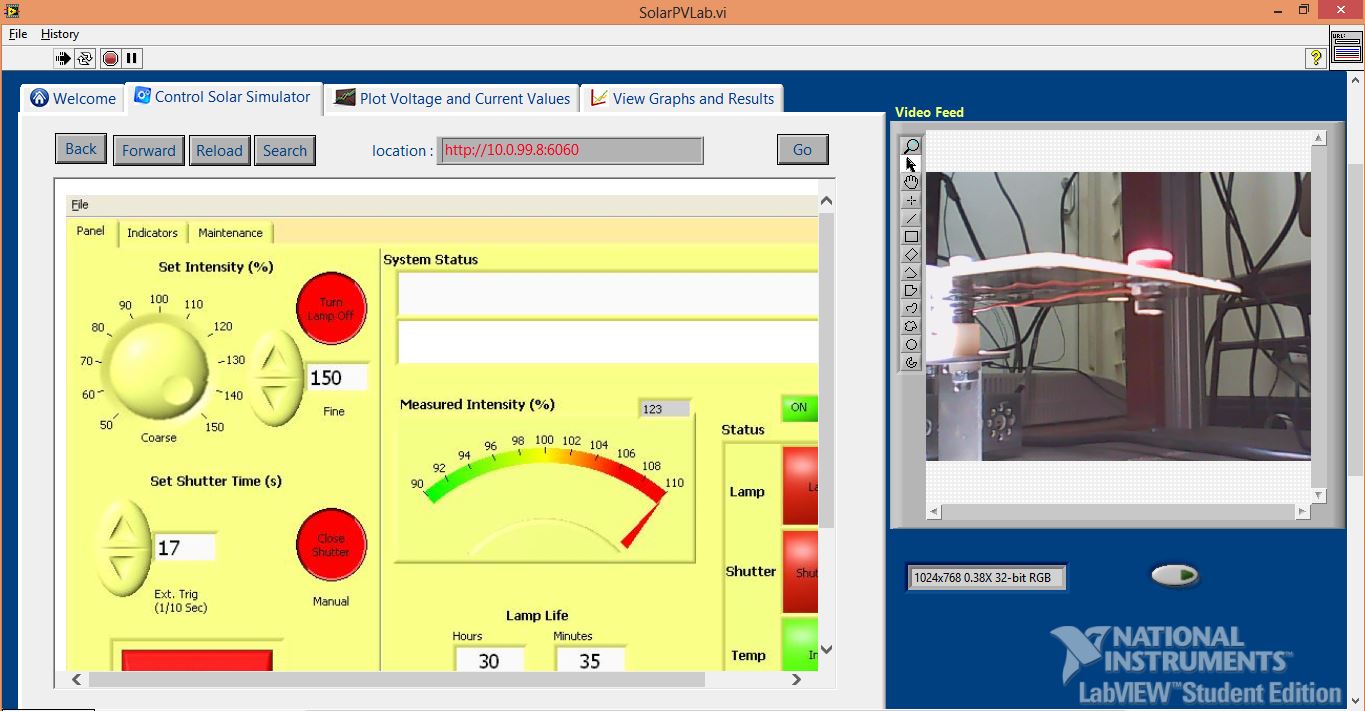 SolarPVLab.vi
File History
Welcome
Control Solar Simulator
Plot Voltage and Current Values
View Graphs and Results
Back Forward Reload Search
location : http://10.0.99.8:6060
Go
File
Panel Indicators Maintenance
Set Intensity (%)
50 60 70 80 90 100 110 120 130 140 150
Coarse
Turn
Lamp Off
150
Fine
Set Shutter Time (s)
17
Ext. Trig
(1/10 Sec)
Close
Shutter
Manual
System Status
Measured Intensity (%)
123
90 92 94 96 98 100 102 104 106 108 110
Lamp Life
Hours Minutes
30 35
ON
Status
Lamp
Shutter
Temp
Video Feed
1024x768 0.38X 32-bit RGB
NATIONAL
INSTRUMENTS™
LabVIEW™ Student Edition
URL: